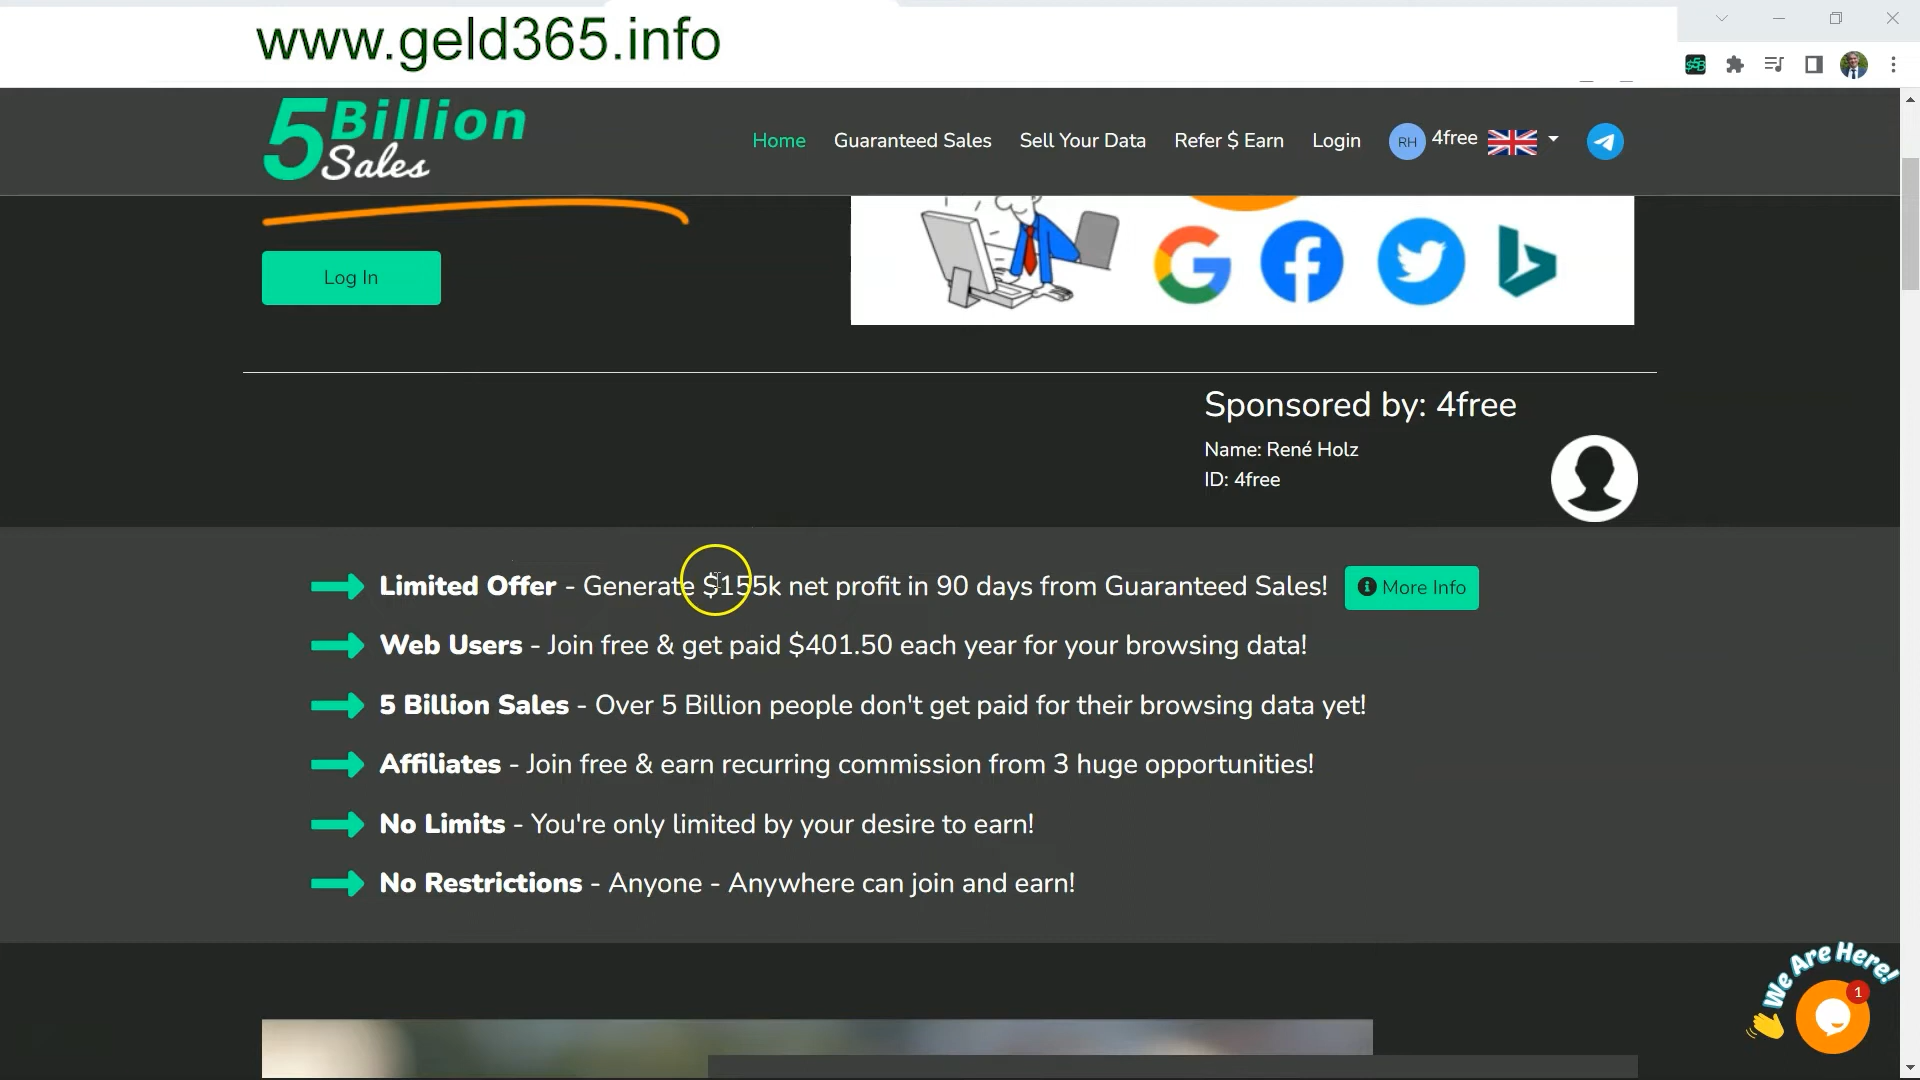 www.geld365.info
5 Billion Sales
Home Guaranteed Sales Sell Your Data Refer $ Earn Login RH 4free
Log In
Sponsored by: 4free
Name: René Holz
ID: 4free
Limited Offer - Generate $155k net profit in 90 days from Guaranteed Sales! More Info
Web Users - Join free & get paid $401.50 each year for your browsing data!
5 Billion Sales - Over 5 Billion people don't get paid for their browsing data yet!
Affiliates - Join free & earn recurring commission from 3 huge opportunities!
No Limits - You're only limited by your desire to earn!
No Restrictions - Anyone - Anywhere can join and earn!
We Are Here!
1